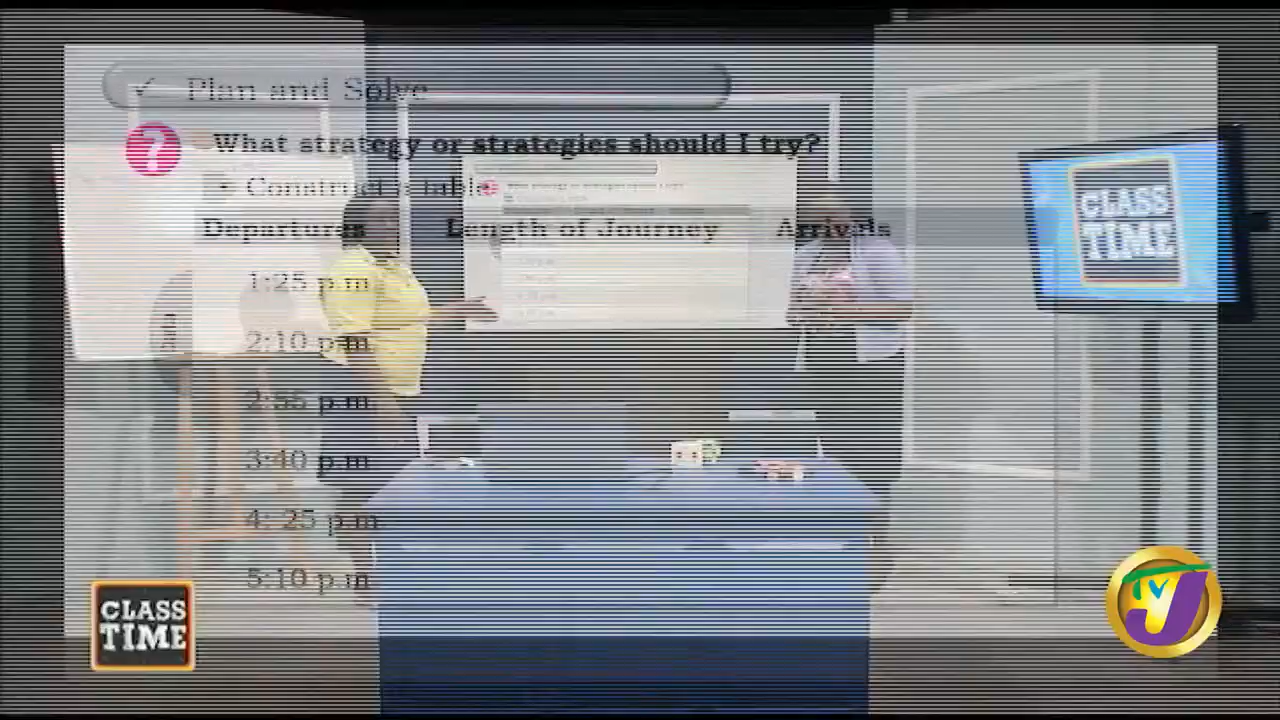 ✓ Plan and Solve
? What strategy or strategies should I try?
Construct a table
Departures Length of Journey Arrivals
1:25 p.m
2:10 p.m.
2:55 p.m.
3:40 p.m.
4: 25 p.m.
5:10 p.m.
CLASS
TIME
CLASS
TIME
TVJ